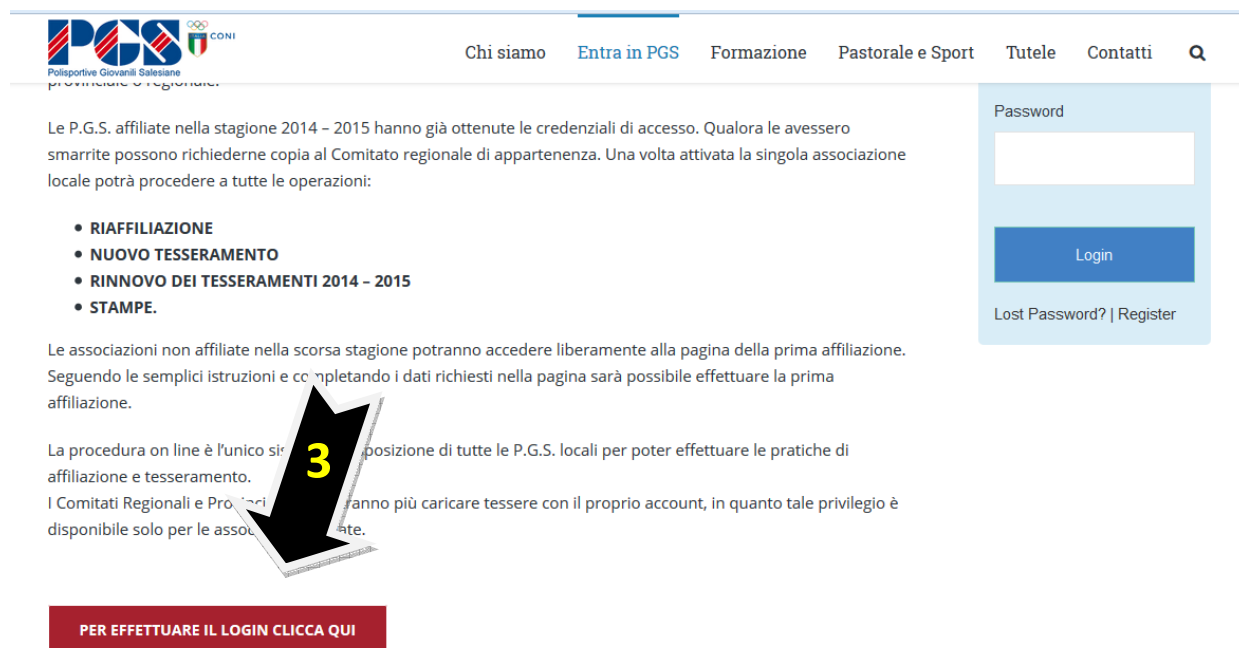 PGS CONI
Polisportive Giovanili Salesiane
Chi siamo Entra in PGS Formazione Pastorale e Sport Tutele Contatti
provinciale o regionale.
Le P.G.S. affiliate nella stagione 2014 – 2015 hanno già ottenute le credenziali di accesso. Qualora le avessero
smarrite possono richiederne copia al Comitato regionale di appartenenza. Una volta attivata la singola associazione
locale potrà procedere a tutte le operazioni:
• RIAFFILIAZIONE
• NUOVO TESSERAMENTO
• RINNOVO DEI TESSERAMENTI 2014 – 2015
• STAMPE.
Le associazioni non affiliate nella scorsa stagione potranno accedere liberamente alla pagina della prima affiliazione.
Seguendo le semplici istruzioni e completando i dati richiesti nella pagina sarà possibile effettuare la prima
affiliazione.
La procedura on line è l'unico posizione di tutte le P.G.S. locali per poter effettuare le pratiche di
affiliazione e tesseramento.
I Comitati Regionali e più caricare tessere con il proprio account, in quanto tale privilegio è
disponibile solo per le
3
PER EFFETTUARE IL LOGIN CLICCA QUI
Password
Login
Lost Password? | Register